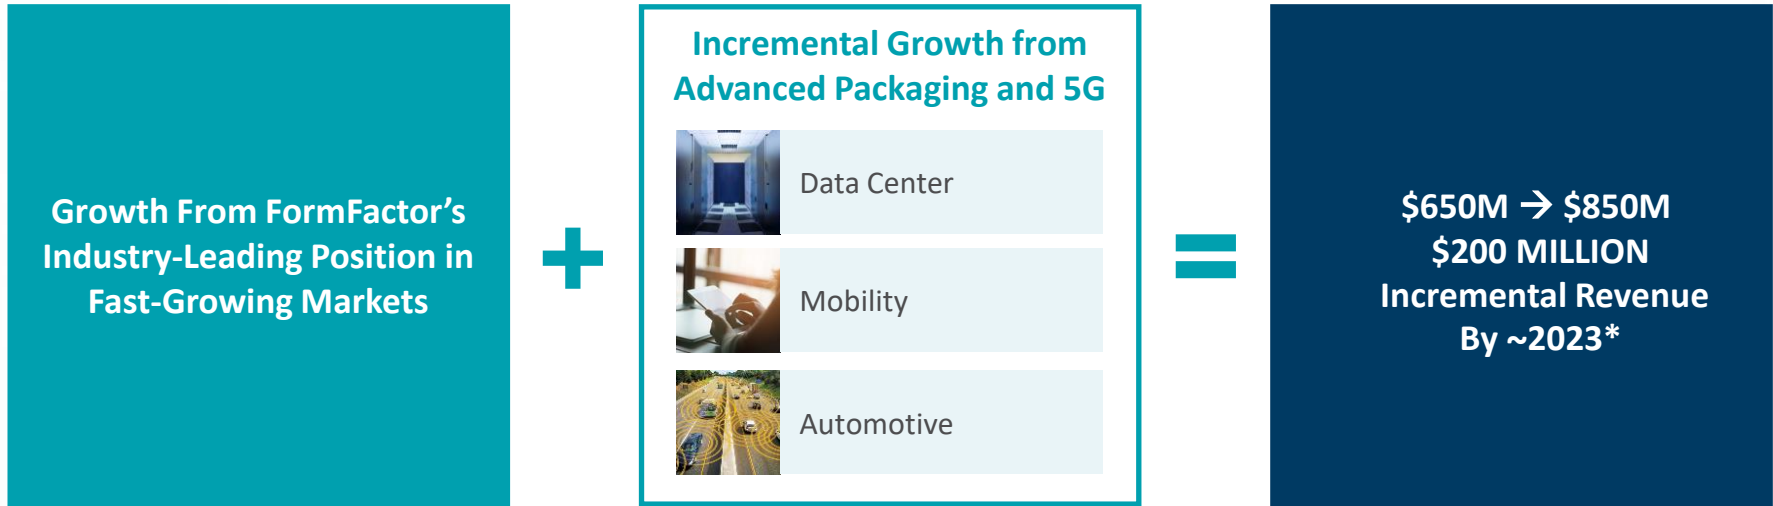 Growth From FormFactor’s
Industry-Leading Position in
Fast-Growing Markets
+
Incremental Growth from
Advanced Packaging and 5G
Data Center
Mobility
Automotive
=
$650M → $850M
$200 MILLION
Incremental Revenue
By ~2023*